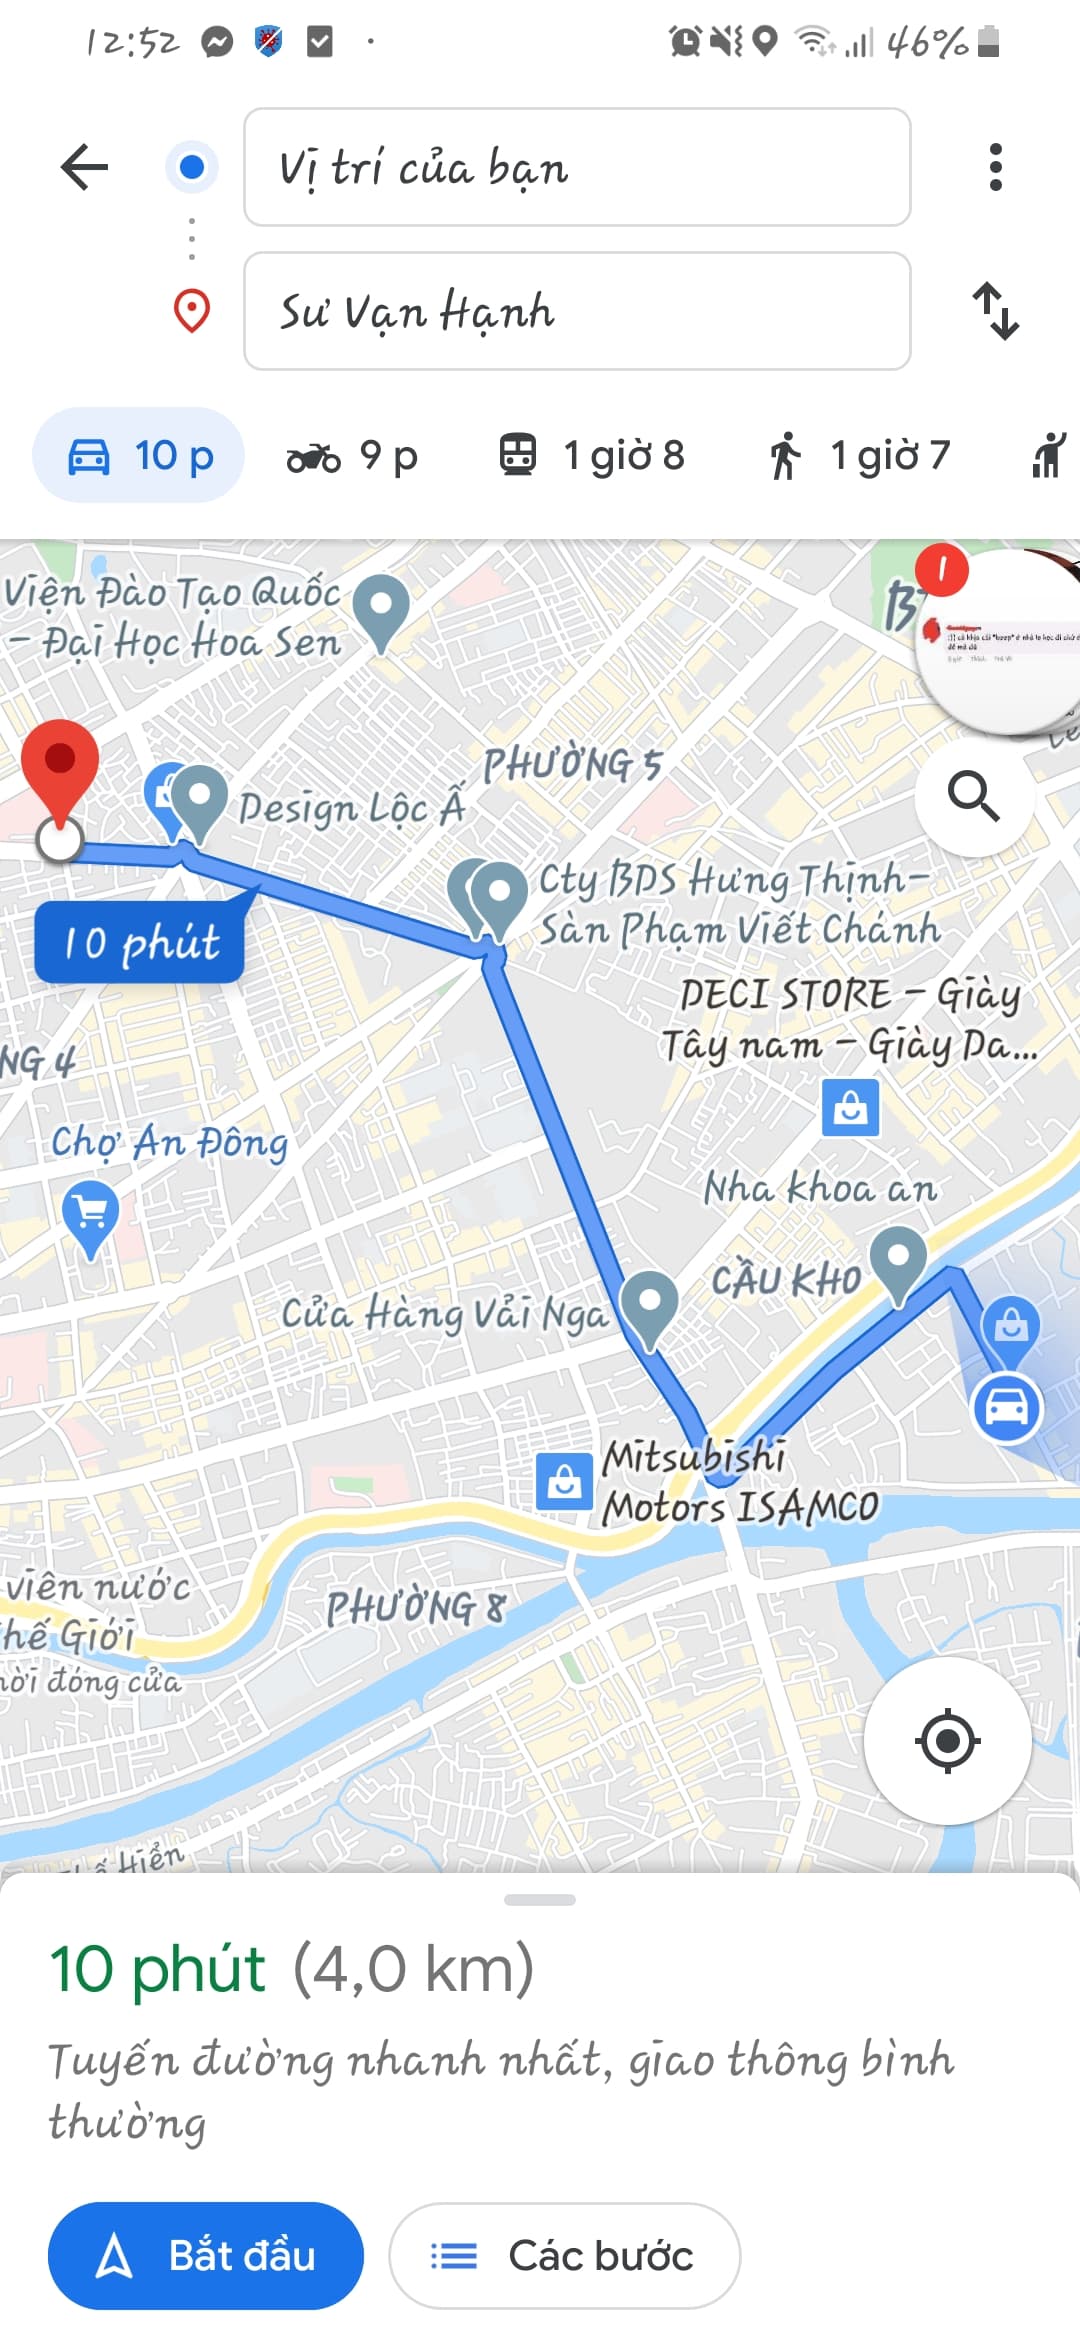 12:52
46%
Vị trí của bạn
Sư Vạn Hạnh
10 p
9 p
1 giờ 8
1 giờ 7
Viện Đào Tạo Quốc
- Đại Học Hoa Sen
1
PHƯỜNG 5
Design Lộc Á
Cty BDS Hưng Thịnh-
Sàn Phạm Viết Chánh
10 phút
DECI STORE - Giày
Tây nam - Giày Da...
NG 4
Chợ An Đông
Nha khoa an
CẦU KHO
Cửa Hàng Vải Nga
Mitsubishi
Motors ISAMCO
viên nước
hế Giới
đóng cửa
PHƯỜNG 8
Hiển
10 phút (4,0 km)
Tuyến đường nhanh nhất, giao thông bình
thường
Bắt đầu
Các bước